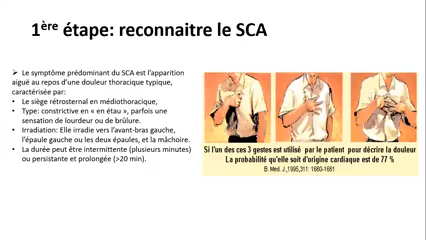 1ère étape: reconnaitre le SCA
➢ Le symptôme prédominant du SCA est l'apparition
aiguë au repos d'un douleur thoracique typique,
caractérisée par:
• Le siège rétrosternal en médiothoracique,
• Type: constrictive en « en étau », parfois une
sensation de lourdeur ou de brûlure.
• Irradiation: Elle irradie vers l'avant-bras gauche,
l'épaule gauche ou les deux épaules, et la mâchoire.
• La durée peut être intermittente (plusieurs minutes)
ou persistante et prolongée (>20 min).
Si l'un des ces 3 gestes est utilisé par le patient pour décrire la douleur
La probabilité qu'elle soit d'origine cardiaque est de 77 %
B. Med. J.,1995,311: 1660-1661